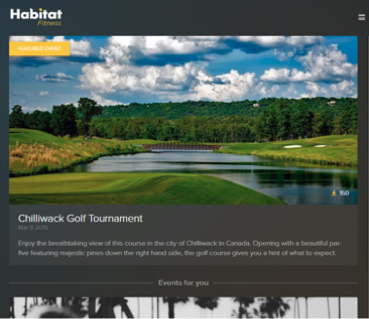 Habitat
Fitness
FEATURED EVENT
150
Chilliwack Golf Tournament
Mar 9 2016
Enjoy the breathtaking view of this course in the city of Chilliwack in Canada. Opening with a beautiful par-
five featuring majestic pines down the right hand side, the golf course gives you a hint of what to expect.
Events for you